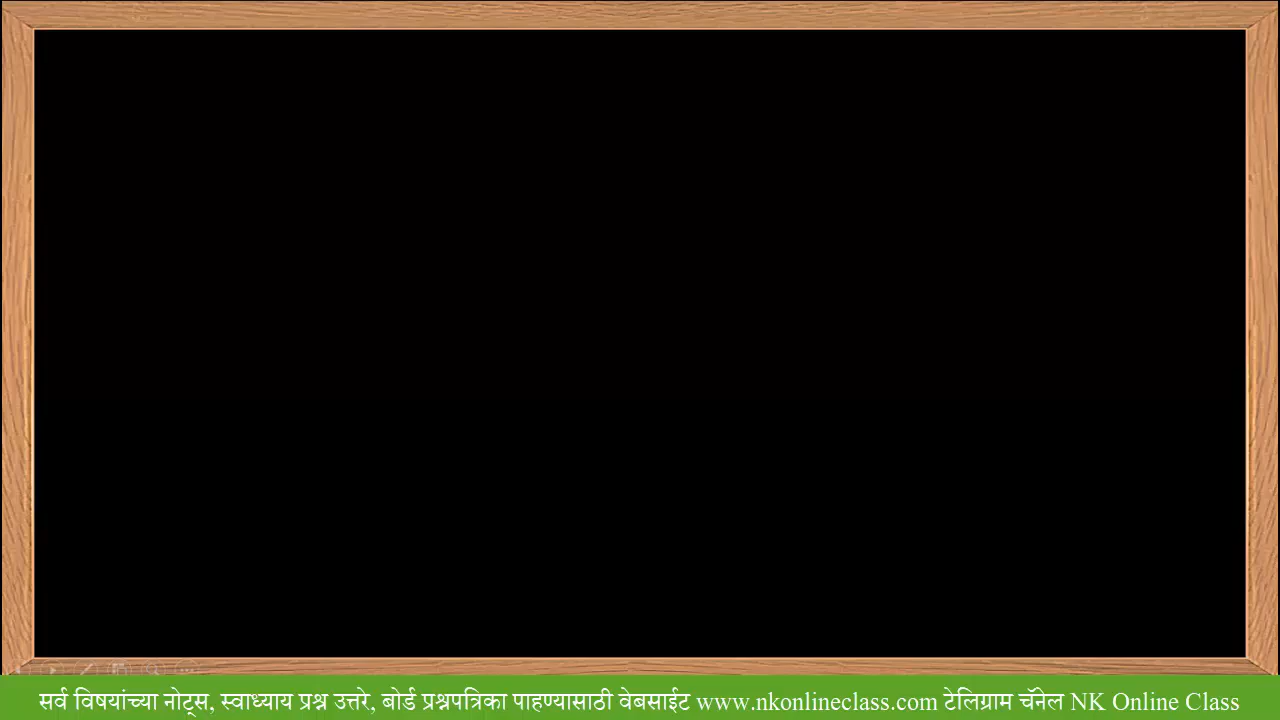 सर्व विषयांच्या नोट्स, स्वाध्याय प्रश्न उत्तरे, बोर्ड प्रश्नपत्रिका पाहण्यासाठी वेबसाईट www.nkonlineclass.com टेलिग्राम चॅनेल NK Online Class